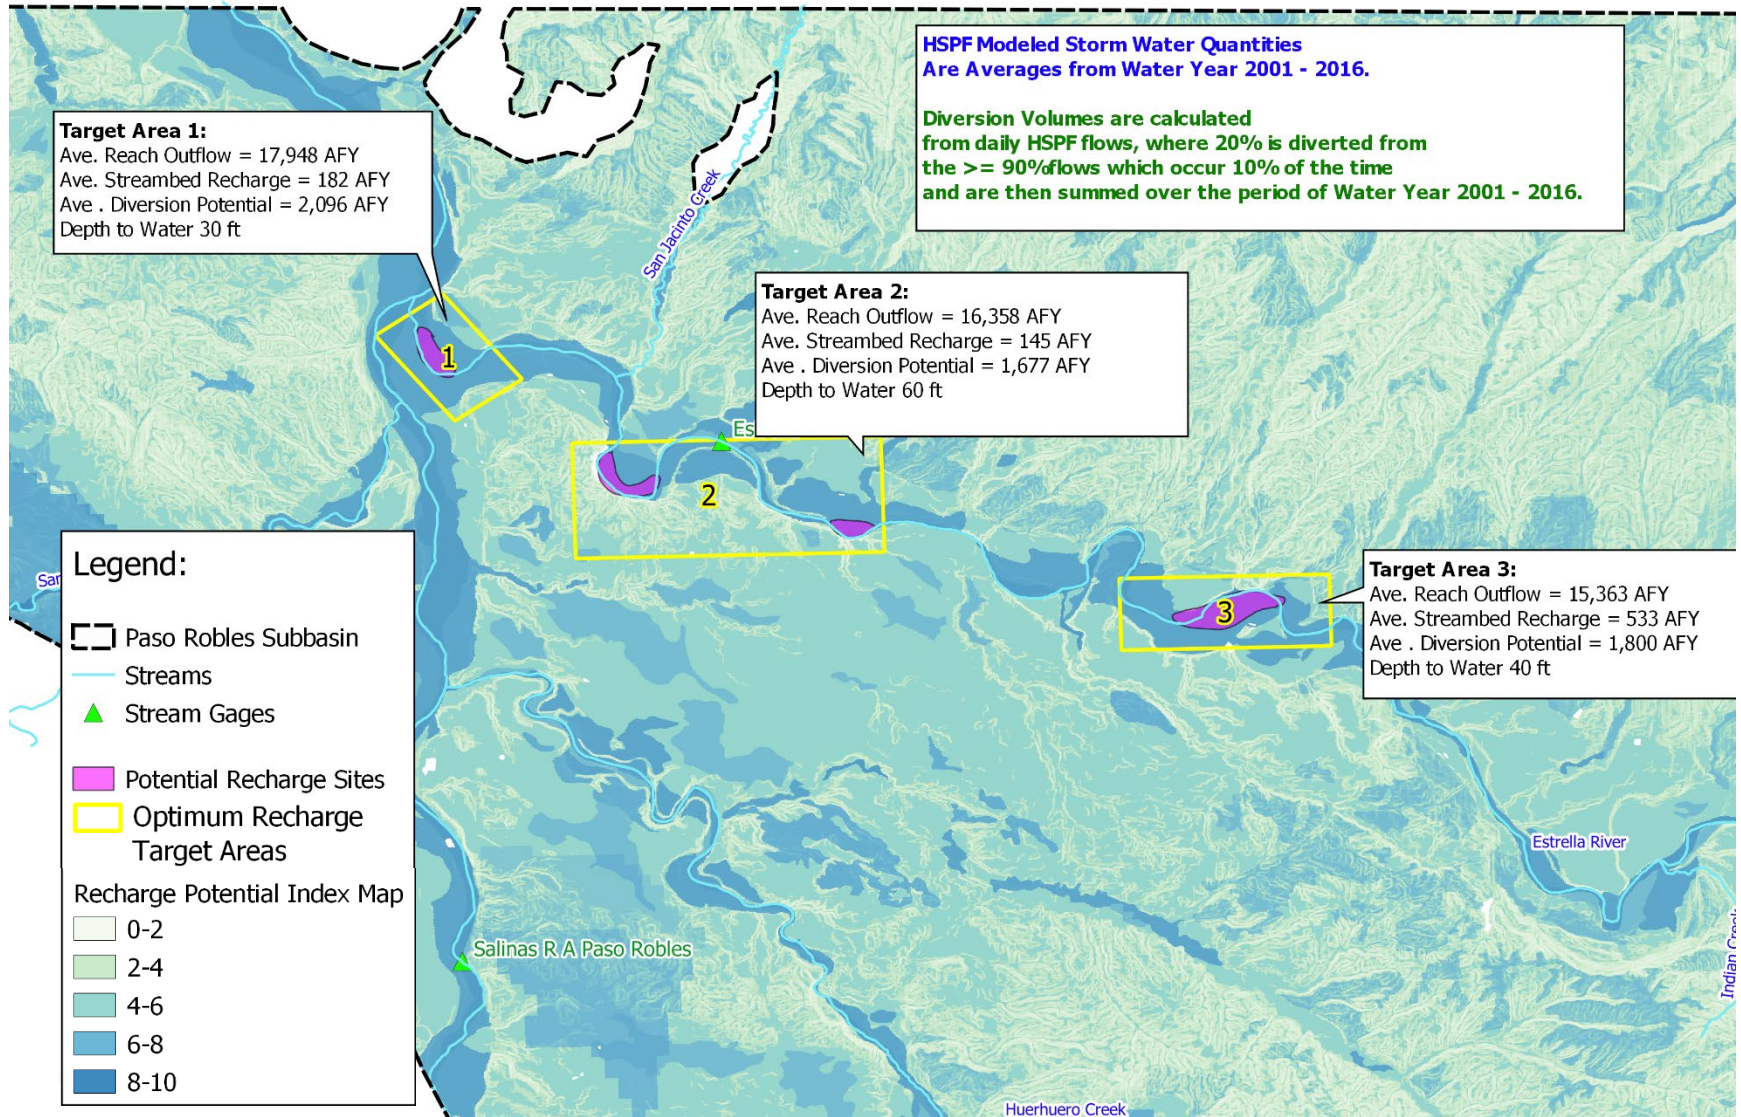 HSPF Modeled Storm Water Quantities
Are Averages from Water Year 2001 - 2016.
Diversion Volumes are calculated
from daily HSPF flows, where 20% is diverted from
the >= 90%flows which occur 10% of the time
and are then summed over the period of Water Year 2001 - 2016.
Target Area 1:
Ave. Reach Outflow = 17,948 AFY
Ave. Streambed Recharge = 182 AFY
Ave . Diversion Potential = 2,096 AFY
Depth to Water 30 ft
San Jacinto Creek
Target Area 2:
Ave. Reach Outflow = 16,358 AFY
Ave. Streambed Recharge = 145 AFY
Ave . Diversion Potential = 1,677 AFY
Depth to Water 60 ft
1
Es
2
Target Area 3:
Ave. Reach Outflow = 15,363 AFY
Ave. Streambed Recharge = 533 AFY
Ave . Diversion Potential = 1,800 AFY
Depth to Water 40 ft
3
San
Legend:
Paso Robles Subbasin
Streams
Stream Gages
Potential Recharge Sites
Optimum Recharge
Target Areas
Recharge Potential Index Map
0-2
2-4
4-6
6-8
8-10
Estrella River
Indian Creek
Salinas R A Paso Robles
Huerhuero Creek